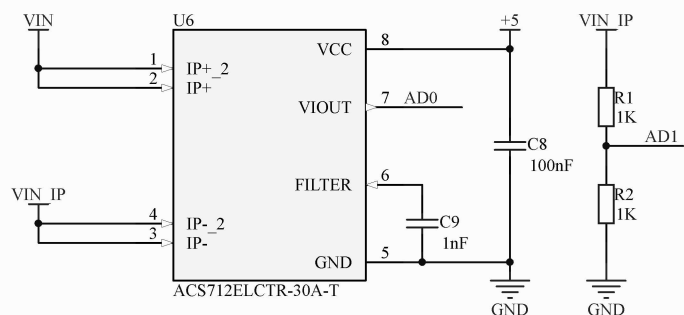 VIN
U6
+5
VIN_IP
1
IP+_2
VCC
8
2
IP+
VIOUT
7
AD0
R1
1K
AD1
C8
100nF
VIN_IP
FILTER
6
R2
1K
4
IP-_2
C9
1nF
3
IP-
GND
5
ACS712ELCTR-30A-T
GND
GND